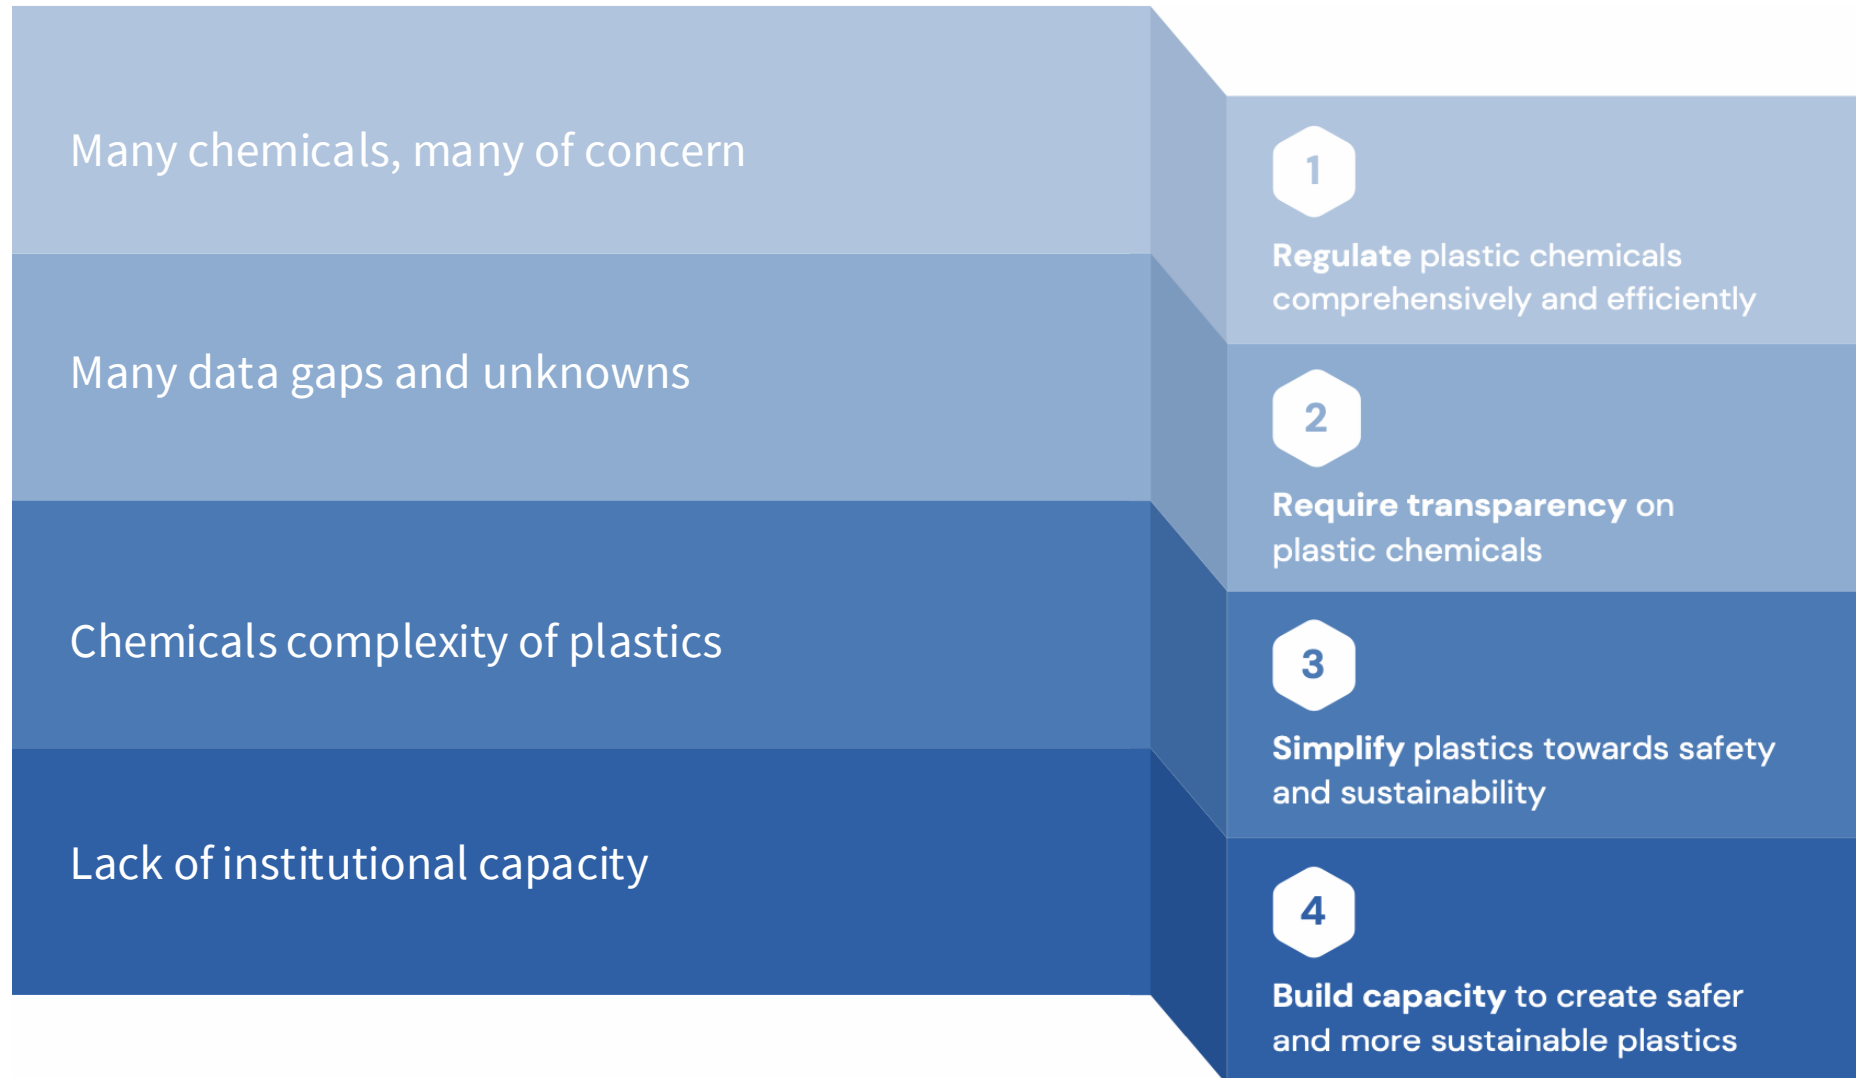 Many chemicals, many of concern
Many data gaps and unknowns
Chemicals complexity of plastics
Lack of institutional capacity
1
Regulate plastic chemicals
comprehensively and efficiently
2
Require transparency on
plastic chemicals
3
Simplify plastics towards safety
and sustainability
4
Build capacity to create safer
and more sustainable plastics